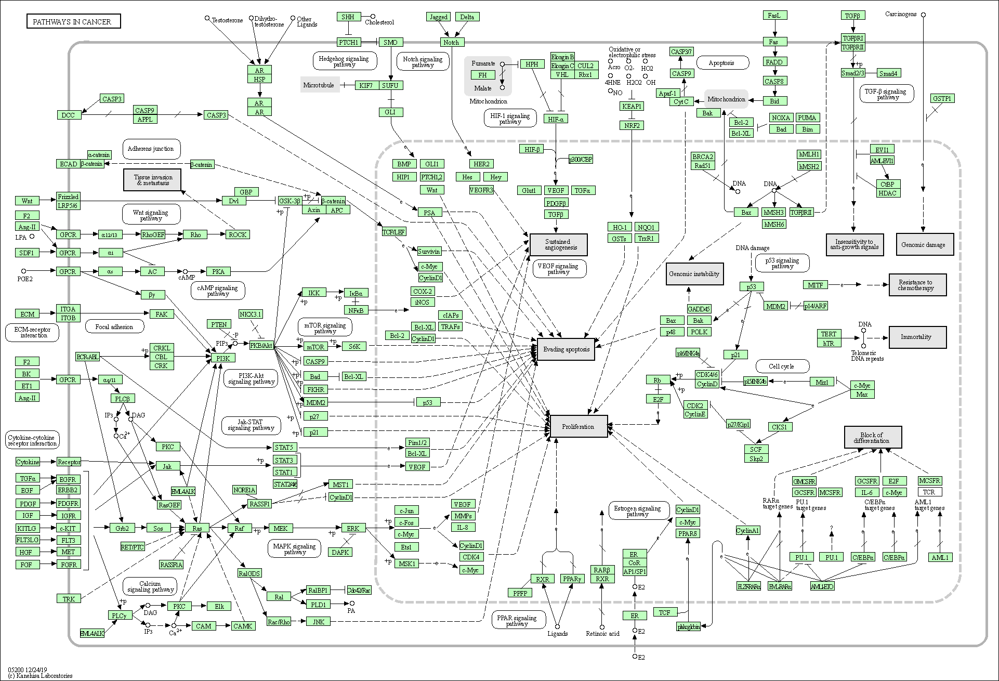 PATHWAYS IN CANCER
Testosterone
Dihydro-
testosterone
Other
Ligands
SHH
Cholesterol
Jagged
Delta
FasL
TGFβ
Carcinogens
PTCH1
SMO
Notch
Fas
TGFβRI
TGFβRII
Hedgehog signaling
pathway
Notch signaling
pathway
Oxidative or
electrophilic stress
Acro
O2-
HO2
4HNE
H2O2
OH
NO
Elongin B
Elongin C
CUL2
VHL
Rbx1
HPH
Fumarate
FH
Malate
Mitochondrion
CASP3/7
CASP9
Apoptosis
FADD
CASP8
Bid
+p
Smad2/3
Smad4
TGF-β signaling
pathway
GSTP1
AR
HSP
AR
AR
Microtubule
KIF7
SUFU
GLI
HIF-1 signaling
pathway
HIF-α
KEAP1
NRF2
Apaf-1
Cyt C
Mitochondrion
Bak
Bcl-2
Bcl-XL
NOXA
PUMA
Bad
Bim
CASP3
DCC
CASP9
APPL
CASP3
Adherens junction
α-catenin
ECAD
β-catenin
β-catenin
Tissue invasion
& metastasis
e
BMP
GLI1
HIP1
PTCH1,2
Wnt
e
HER2
Hes
Hey
VEGFR3
HIF-β
p300/CBP
e
Glut1
VEGF
TGFα
PDGFβ
TGFβ
e
BRCA2
Rad51
DNA
hMLH1
hMSH2
DNA
Bax
hMSH3
TGFβRII
hMSH6
EVI1
AML-EVI1
CtBP
HDAC
e
e
Wnt
Frizzled
LRP5/6
GBP
Dvl
GSK-3β
+p
β-catenin
Axin
APC
+p
Wnt signaling
pathway
F2
Ang-II
LPA
GPCR
α12/13
RhoGEF
Rho
ROCK
SDF1
GPCR
αi
PGE2
GPCR
αs
AC
cAMP
PKA
cAMP signaling
pathway
βγ
e
PSA
TCF/LEF
e
Survivin
c-Myc
CyclinD1
COX-2
iNOS
Sustained
angiogenesis
VEGF signaling
pathway
HO-1
NQO1
GSTs
TrxR1
Insensitivity to
anti-growth signals
Genomic damage
Genomic instability
DNA damage
p53 signaling
pathway
p53
MITF
e
Resistance to
chemotherapy
MDM2
p14/ARF
GADD45
Bax
Bak
p48
POLK
e
e
p21
TERT
hTR
DNA
Telomeric
DNA repeats
Immortality
ECM
ITGA
ITGB
FAK
ECM-receptor
interaction
Focal adhesion
PTEN
NKX3.1
PIP3
-p
PKB/Akt
IKK
+p
+p
IκBα
NFκB
e
mTOR signaling
pathway
+p
mTOR
+p
S6K
CASP9
+p
Bad
Bcl-XL
+p
FKHR
+p
MDM2
+p
p53
p27
+p
p21
+p
cIAPs
Bcl-XL
TRAFs
Bcl-2
CyclinD1
Evading apoptosis
BCR-ABL
+p
CRKL
CBL
CRK
PI3K
PI3K-Akt
signaling pathway
F2
BK
ET1
Ang-II
GPCR
αq/11
PLCβ
IP3
DAG
Ca2+
PKC
Jak-STAT
signaling pathway
Proliferation
p16/INK4a
Rb
+p
CDK4/6
CyclinD
p15/INK4b
e
Miz1
c-Myc
Max
Cell cycle
E2F
e
+p
CDK2
CyclinE
e
p27/Kip1
CKS1
SCF
Skp2
Block of
differentiation
Cytokine-cytokine
receptor interaction
Cytokine
Receptor
Jak
+p
STAT5
STAT3
STAT1
STAT2/4/6
e
Pim1/2
Bcl-XL
e
VEGF
TGFα
EGFR
EGF
ERBB2
PDGF
PDGFR
IGF
IGFR
KITLG
c-KIT
FLT3LG
FLT3
HGF
MET
FGF
FGFR
EML4-ALK
RasGEF
NORE1A
RASSF1
MST1
CyclinD1
Grb2
Sos
Ras
Raf
+p
MEK
+p
ERK
DAPK
RET/PTC
RASSF1A
MAPK signaling
pathway
+p
+p
c-Jun
c-Fos
c-Myc
Ets1
MSK1
e
e
VEGF
MMPs
IL-8
CyclinD1
CDK4
c-Myc
Estrogen signaling
pathway
CyclinD1
c-Myc
PPARδ
e
e
CyclinA1
e
GMCSFR
GCSFR
MCSFR
GCSFR
E2F
IL-6
c-Myc
MCSFR
TCR
RARα
target genes
PU.1
target genes
C/EBPα
target genes
AML1
target genes
?
PU.1
PU.1
C/EBPα
C/EBPα
AML1
e
e
e
e
e
e
e
e
PLZF-RARα
PML-RARα
AML1-ETO
RalGDS
Ral
RalBP1
Cdc42/Rac
PLD1
PA
Rac/Rho
JNK
Calcium
signaling pathway
TRK
+p
PLCγ
DAG
IP3
Ca2+
PKC
Elk
CAM
CAMK
EML4-ALK
e
RXR
PPARγ
PPFP
Ligands
PPAR signaling
pathway
e
RARβ
RXR
Retinoic acid
ER
CoR
AP1/SP1
E2
ER
E2
E2
TCF
plakoglobin
05200 12/24/19
(c) Kanehisa Laboratories